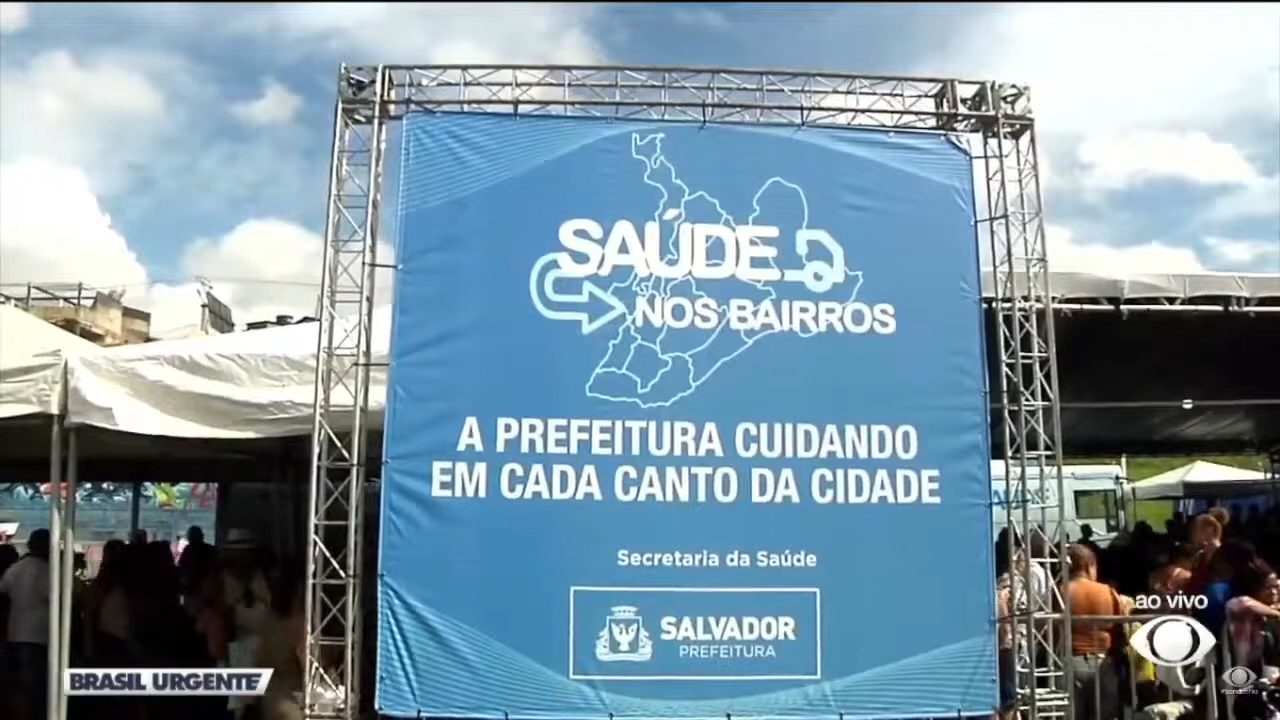 SAÚDE
NOS BAIRROS
A PREFEITURA CUIDANDO
EM CADA CANTO DA CIDADE
Secretaria da Saúde
SALVADOR
PREFEITURA
ao vivo
BRASIL URGENTE